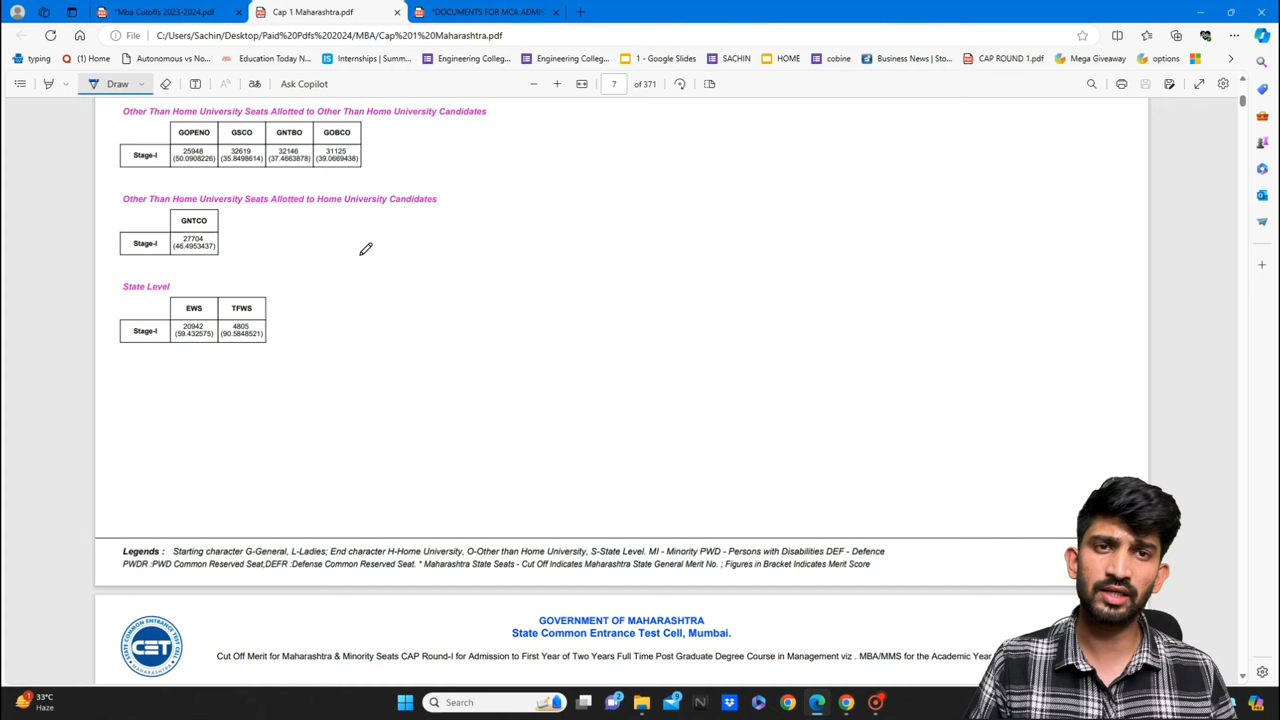 *Mba Cutoffs 2023-2024.pdf
Cap 1 Maharashtra.pdf
*DOCUMENTS FOR MCA ADMIS
File
C:/Users/Sachin/Desktop/Paid%20Pdfs%202024/MBA/Cap%201%20Maharashtra.pdf
typing
(1) Home
Autonomous vs No...
Education Today N...
Internships | Summ...
Engineering Colleg...
Engineering Colleg...
1 - Google Slides
SACHIN
HOME
cobine
Business News | Sto...
CAP ROUND 1.pdf
Mega Giveaway
options
Draw
aあ
Ask Copilot
7 of 371
Other Than Home University Seats Allotted to Other Than Home University Candidates
GOPENO GSCO GNTBO GOBCO
Stage-I 25948 32619 32146 31125
(50.0908226) (35.8498614) (37.4663878) (39.0669438)
Other Than Home University Seats Allotted to Home University Candidates
GNTCO
Stage-I 27704
(46.4953437)
State Level
EWS TFWS
Stage-I 20942 4805
(59.432575) (90.5848521)
Legends : Starting character G-General, L-Ladies; End character H-Home University, O-Other than Home University, S-State Level. MI - Minority PWD - Persons with Disabilities DEF - Defence
PWDR :PWD Common Reserved Seat,DEFR :Defense Common Reserved Seat. * Maharashtra State Seats - Cut Off Indicates Maharashtra State General Merit No. ; Figures in Bracket Indicates Merit Score
GOVERNMENT OF MAHARASHTRA
State Common Entrance Test Cell, Mumbai.
Cut Off Merit for Maharashtra & Minority Seats CAP Round-I for Admission to First Year of Two Years Full Time Post Graduate Degree Course in Management viz . MBA/MMS for the Academic Year
CET
33°C
Haze
Search
2
9